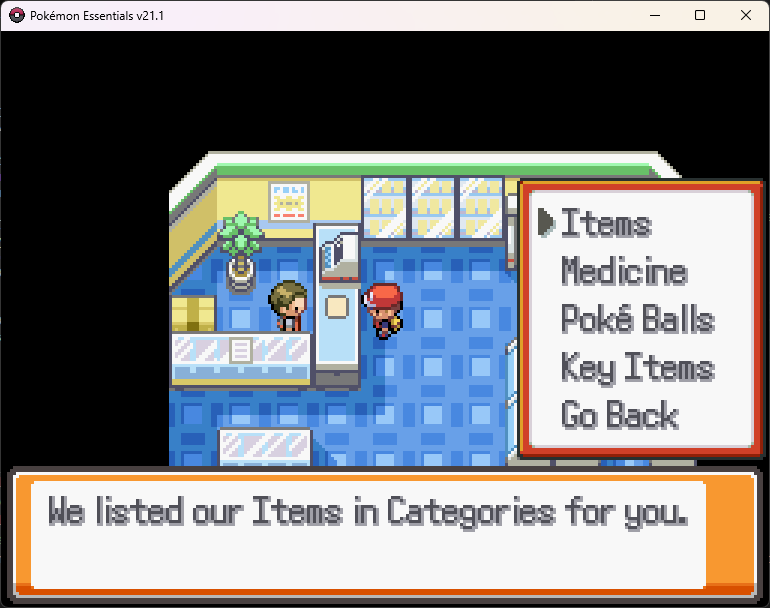 Pokémon Essentials v21.1
Items
Medicine
Poké Balls
Key Items
Go Back
We listed our Items in Categories for you.